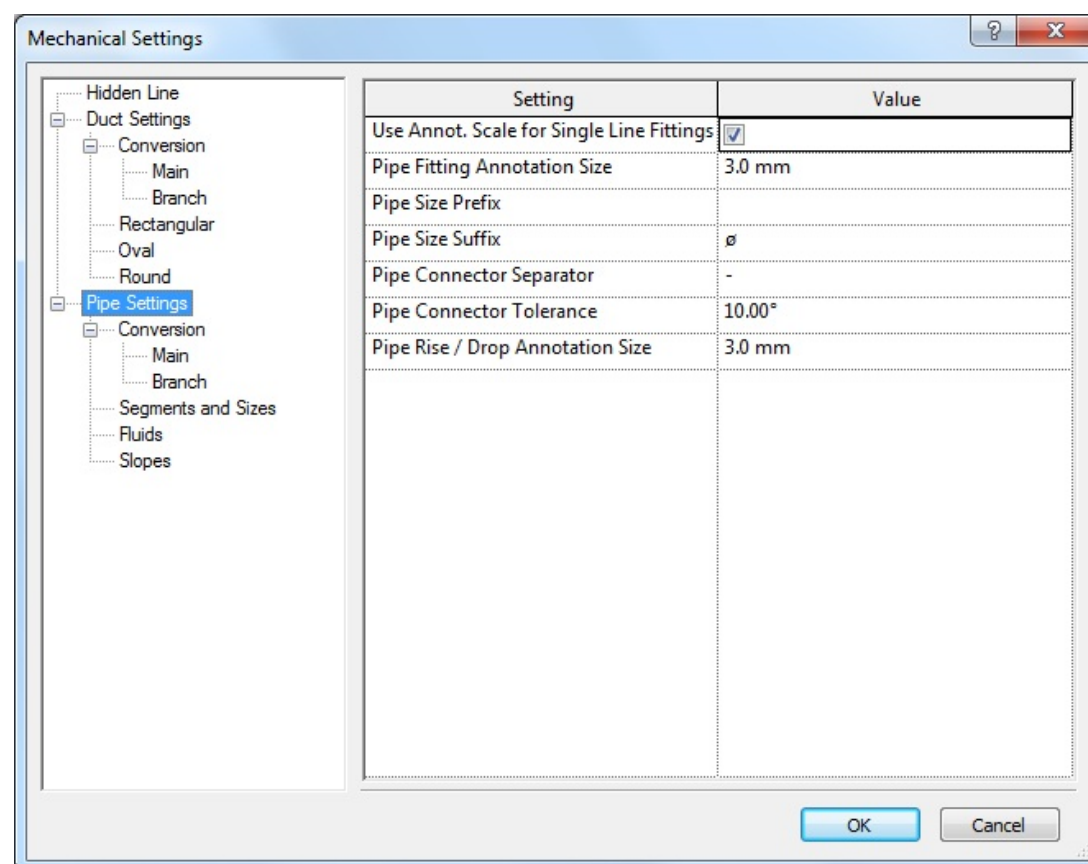 Mechanical Settings
Hidden Line
Duct Settings
Conversion
Main
Branch
Rectangular
Oval
Round
Pipe Settings
Conversion
Main
Branch
Segments and Sizes
Fluids
Slopes
Setting Value
Use Annot. Scale for Single Line Fittings
Pipe Fitting Annotation Size 3.0 mm
Pipe Size Prefix
Pipe Size Suffix ø
Pipe Connector Separator -
Pipe Connector Tolerance 10.00°
Pipe Rise / Drop Annotation Size 3.0 mm
OK Cancel